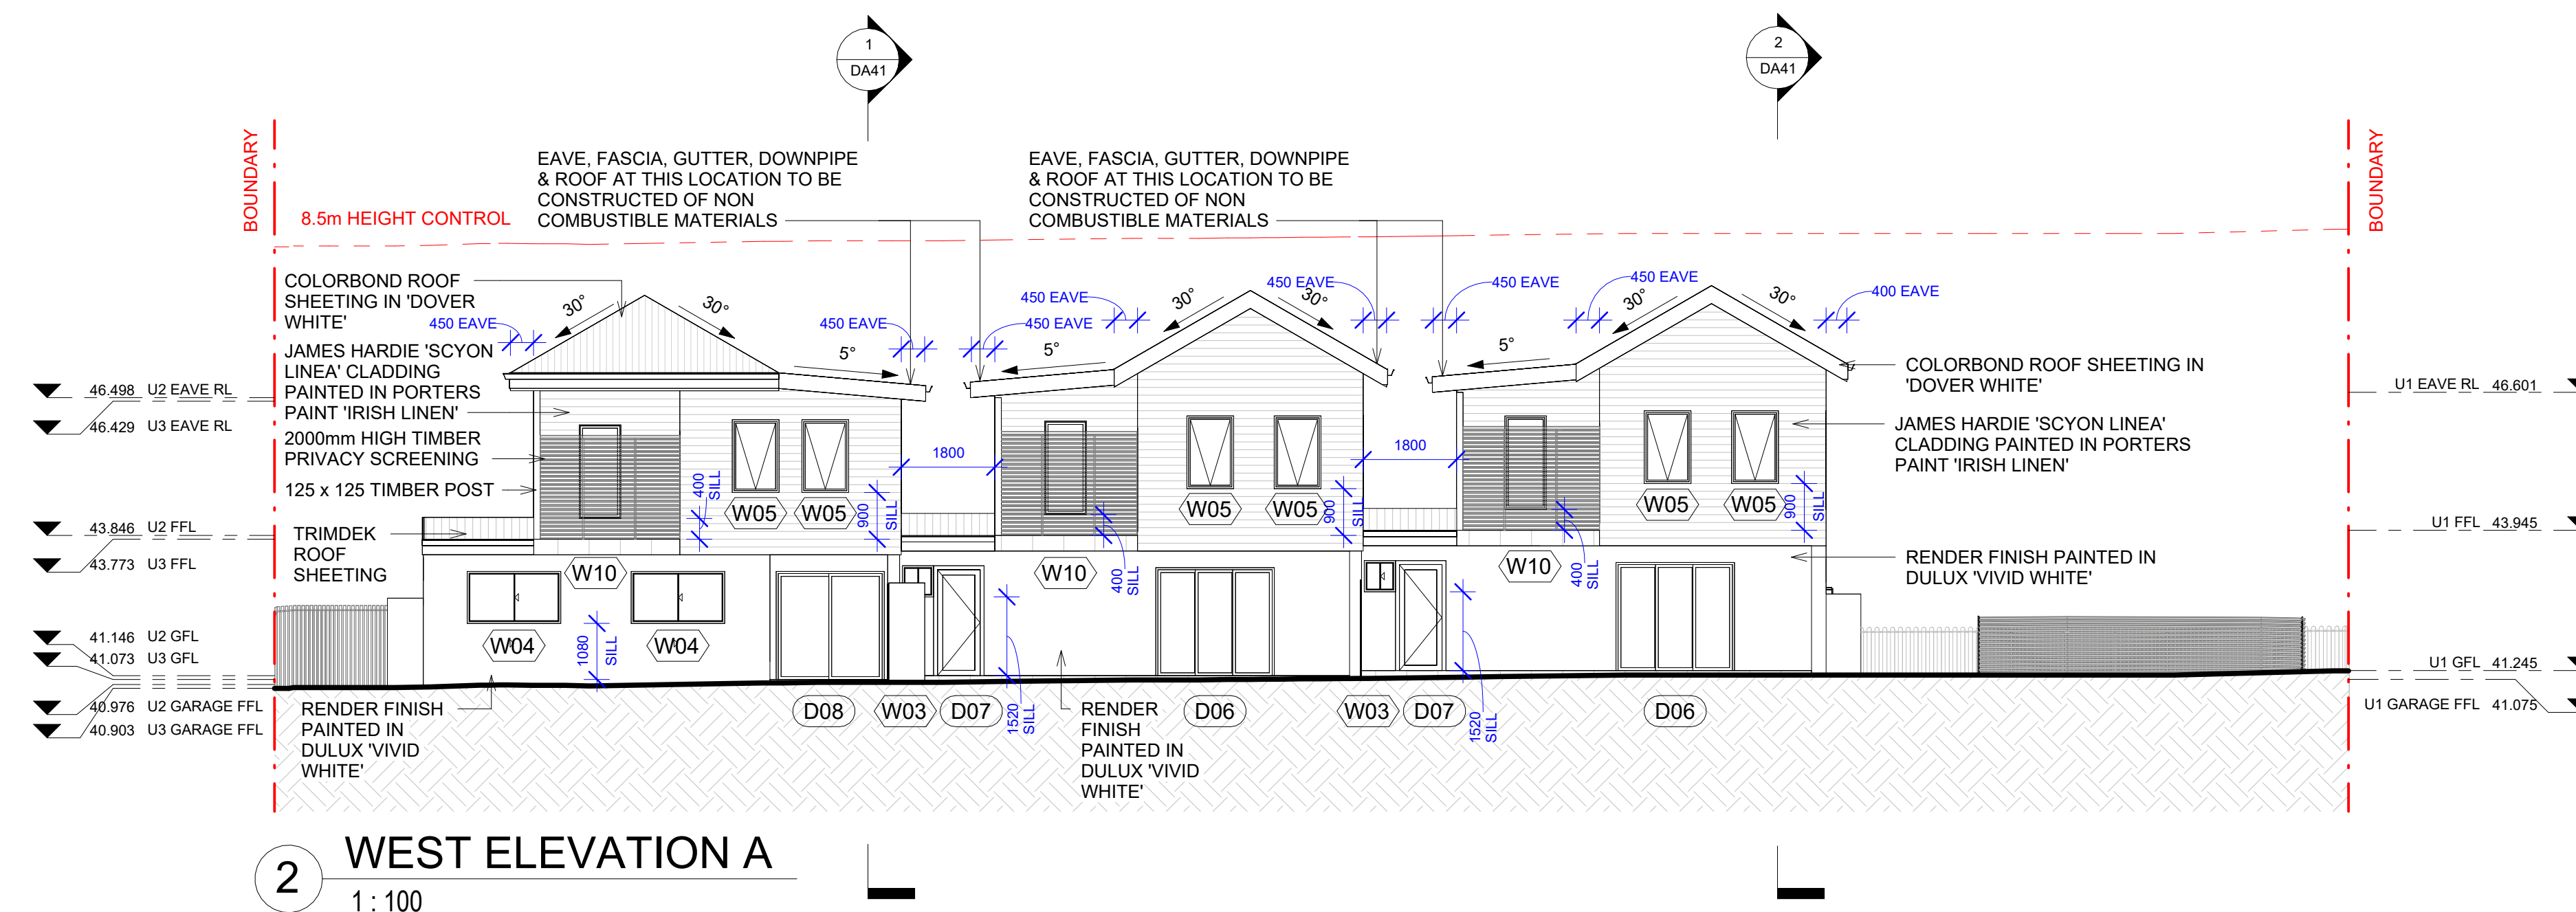 1
DA41
2
DA41
BOUNDARY
BOUNDARY
8.5m HEIGHT CONTROL
EAVE, FASCIA, GUTTER, DOWNPIPE
& ROOF AT THIS LOCATION TO BE
CONSTRUCTED OF NON
COMBUSTIBLE MATERIALS
EAVE, FASCIA, GUTTER, DOWNPIPE
& ROOF AT THIS LOCATION TO BE
CONSTRUCTED OF NON
COMBUSTIBLE MATERIALS
COLORBOND ROOF
SHEETING IN 'DOVER
WHITE'
450 EAVE
30°
30°
5°
450 EAVE
450 EAVE
450 EAVE
5°
30°
30°
450 EAVE
450 EAVE
450 EAVE
5°
30°
30°
400 EAVE
JAMES HARDIE 'SCYON
LINEA' CLADDING
PAINTED IN PORTERS
PAINT 'IRISH LINEN'
2000mm HIGH TIMBER
PRIVACY SCREENING
125 x 125 TIMBER POST
TRIMDEK
ROOF
SHEETING
46.498 U2 EAVE RL
46.429 U3 EAVE RL
43.846 U2 FFL
43.773 U3 FFL
41.146 U2 GFL
41.073 U3 GFL
40.976 U2 GARAGE FFL
40.903 U3 GARAGE FFL
COLORBOND ROOF SHEETING IN
'DOVER WHITE'
JAMES HARDIE 'SCYON LINEA'
CLADDING PAINTED IN PORTERS
PAINT 'IRISH LINEN'
RENDER FINISH PAINTED IN
DULUX 'VIVID WHITE'
U1 EAVE RL 46.601
U1 FFL 43.945
U1 GFL 41.245
U1 GARAGE FFL 41.075
1800
1800
400
SILL
W05
W05
900
SILL
W05
W05
900
SILL
W05
W05
900
SILL
W10
W10
400
SILL
W10
400
SILL
W04
1080
SILL
W04
D08
W03
D07
1520
SILL
D06
W03
D07
1520
SILL
D06
RENDER FINISH
PAINTED IN
DULUX 'VIVID
WHITE'
RENDER
FINISH
PAINTED IN
DULUX 'VIVID
WHITE'
2
WEST ELEVATION A
1 : 100